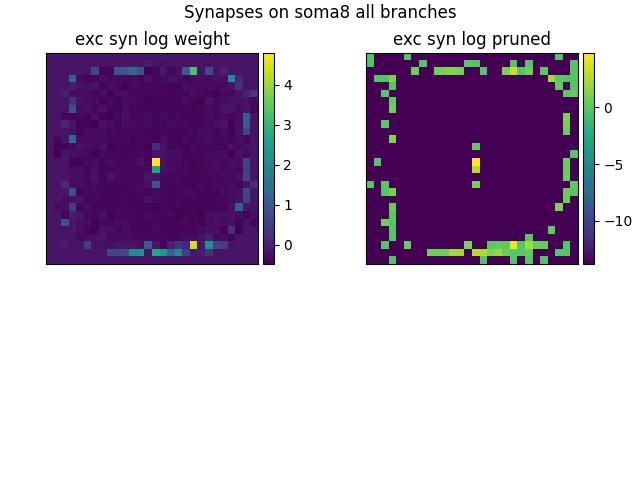 Synapses on soma8 all branches
exc syn log weight
exc syn log pruned
4
3
2
1
0
0
−10